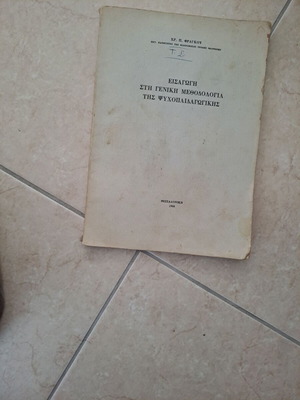 ΧΡ. Π. ΦΡΑΓΚΟΥ
Τ. Σ
ΕΙΣΑΓΩΓΗ
ΣΤΗ ΓΕΝΙΚΗ ΜΕΘΟΔΟΛΟΓΙΑ
ΤΗΣ ΨΥΧΟΠΑΙΔΑΓΩΓΙΚΗΣ
ΘΕΣΣΑΛΟΝΙΚΗ